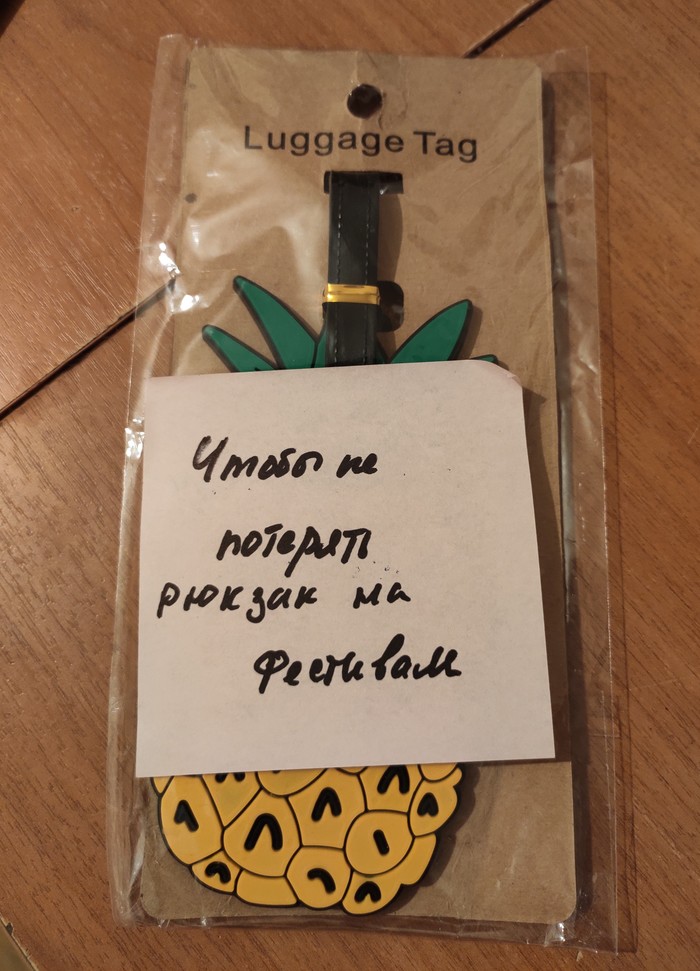 Luggage Tag
Чтобы не
потерять
рюкзак на
Фестивале